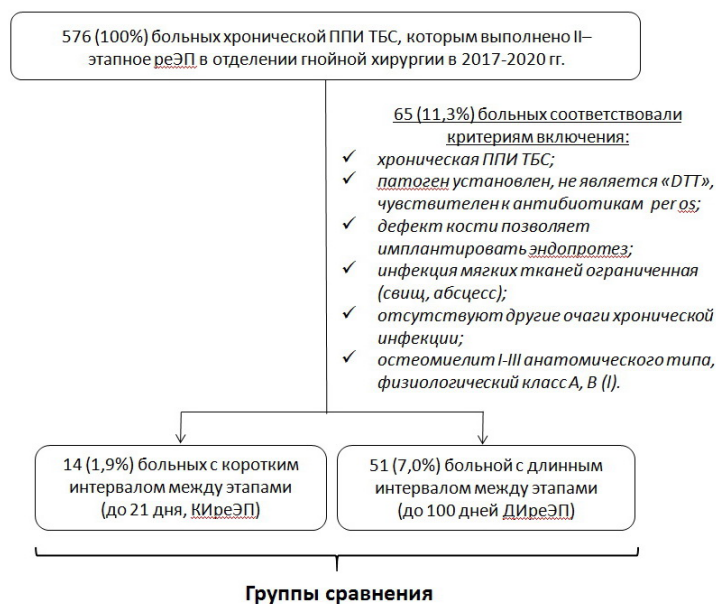 576 (100%) больных хронической ППИ ТБС, которым выполнено II–
этапное реЭП в отделении гнойной хирургии в 2017-2020 гг.
65 (11,3%) больных соответствовали
критериям включения:
✓ хроническая ППИ ТБС;
✓ патоген установлен, не является «DTT»,
чувствителен к антибиотикам per os;
✓ дефект кости позволяет
имплантировать эндопротез;
✓ инфекция мягких тканей ограниченная
(свищ, абсцесс);
✓ отсутствуют другие очаги хронической
инфекции;
✓ остеомиелит I-III анатомического типа,
физиологический класс А, В (l).
14 (1,9%) больных с коротким
интервалом между этапами
(до 21 дня, КИреЭП)
51 (7,0%) больной с длинным
интервалом между этапами
(до 100 дней ДИреЭП)
Группы сравнения